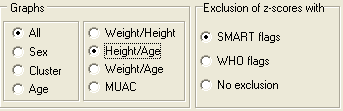 Graphs
All
Sex
Cluster
Age
Weight/Height
Height/Age
Weight/Age
MUAC
Exclusion of z-scores with
SMART flags
WHO flags
No exclusion